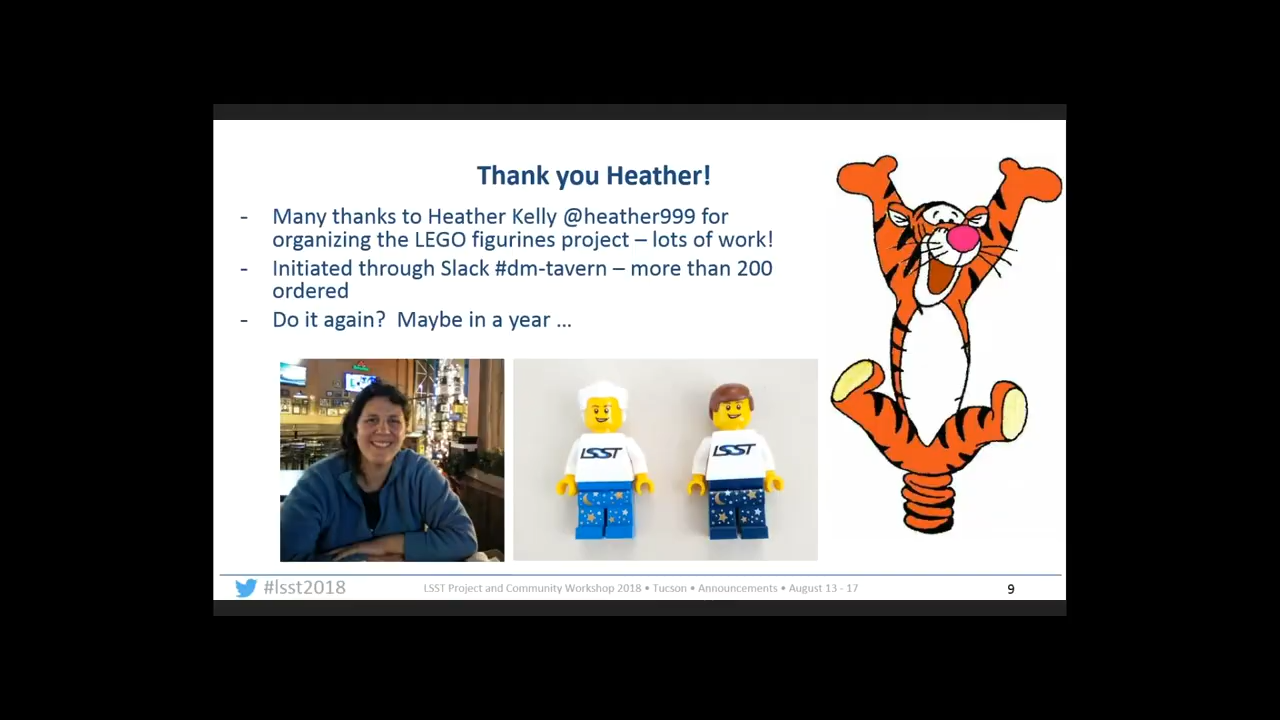 Thank you Heather!
- Many thanks to Heather Kelly @heather999 for
organizing the LEGO figurines project – lots of work!
- Initiated through Slack #dm-tavern – more than 200
ordered
- Do it again?  Maybe in a year ...
LSST
LSST
#lsst2018
LSST Project and Community Workshop 2018 • Tucson • Announcements • August 13 - 17
9